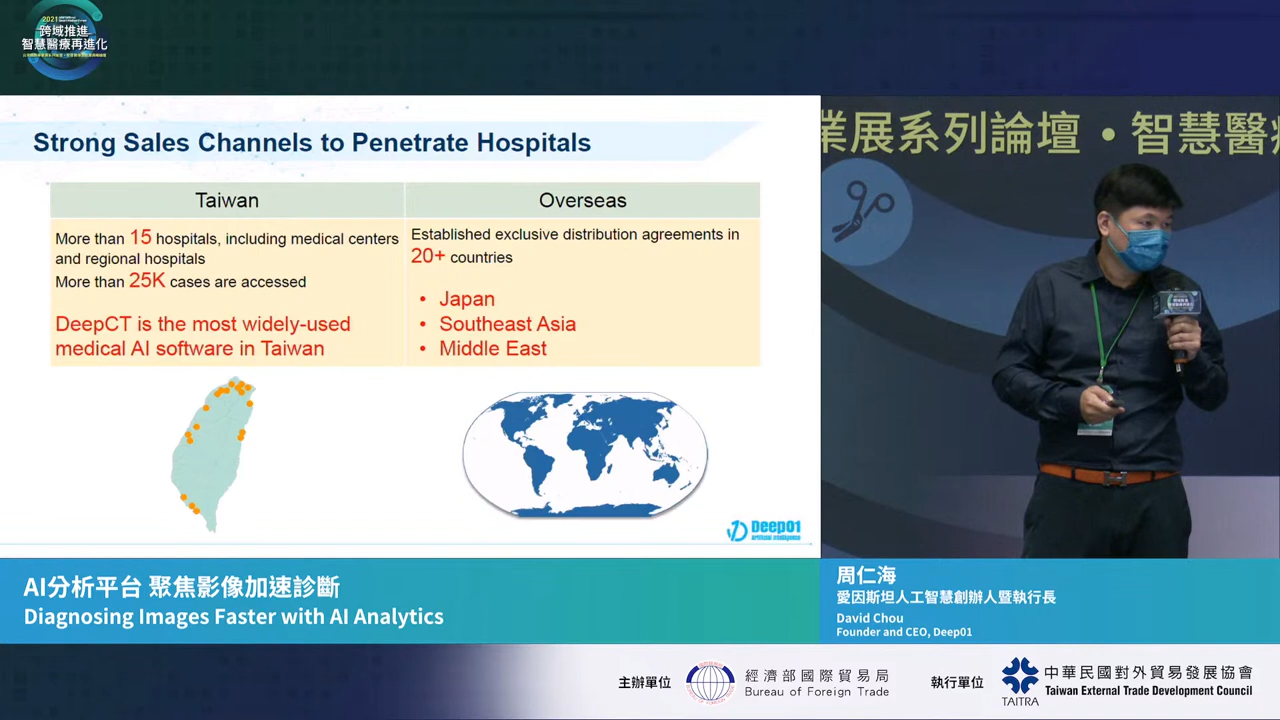 2021
跨域推進
智慧醫療再進化
Strong Sales Channels to Penetrate Hospitals
Taiwan
Overseas
More than 15 hospitals, including medical centers
and regional hospitals
More than 25K cases are accessed
DeepCT is the most widely-used
medical AI software in Taiwan
Established exclusive distribution agreements in
20+ countries
• Japan
• Southeast Asia
• Middle East
Deep01
Artificial Intelligence
業展系列論壇 • 智慧醫療
AI分析平台 聚焦影像加速診斷
Diagnosing Images Faster with AI Analytics
周仁海
愛因斯坦人工智慧創辦人暨執行長
David Chou
Founder and CEO, Deep01
主辦單位
經濟部國際貿易局
Bureau of Foreign Trade
執行單位
TAITRA
中華民國對外貿易發展協會
Taiwan External Trade Development Council